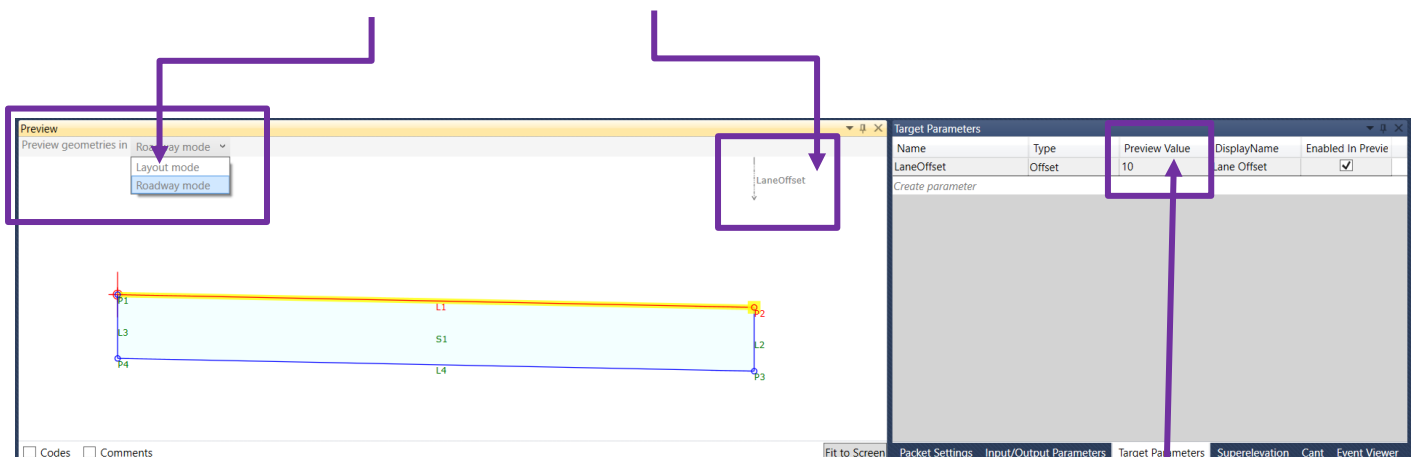 Preview
Preview geometries in Roadway mode
Layout mode
Roadway mode
LaneOffset
P1
L1
P2
L3
S1
L2
P4
L4
P3
Codes Comments Fit to Screen
Target Parameters
Name Type Preview Value DisplayName Enabled In Previe
LaneOffset Offset 10 Lane Offset
Create parameter
Packet Settings Input/Output Parameters Target Parameters Superelevation Cant Event Viewer